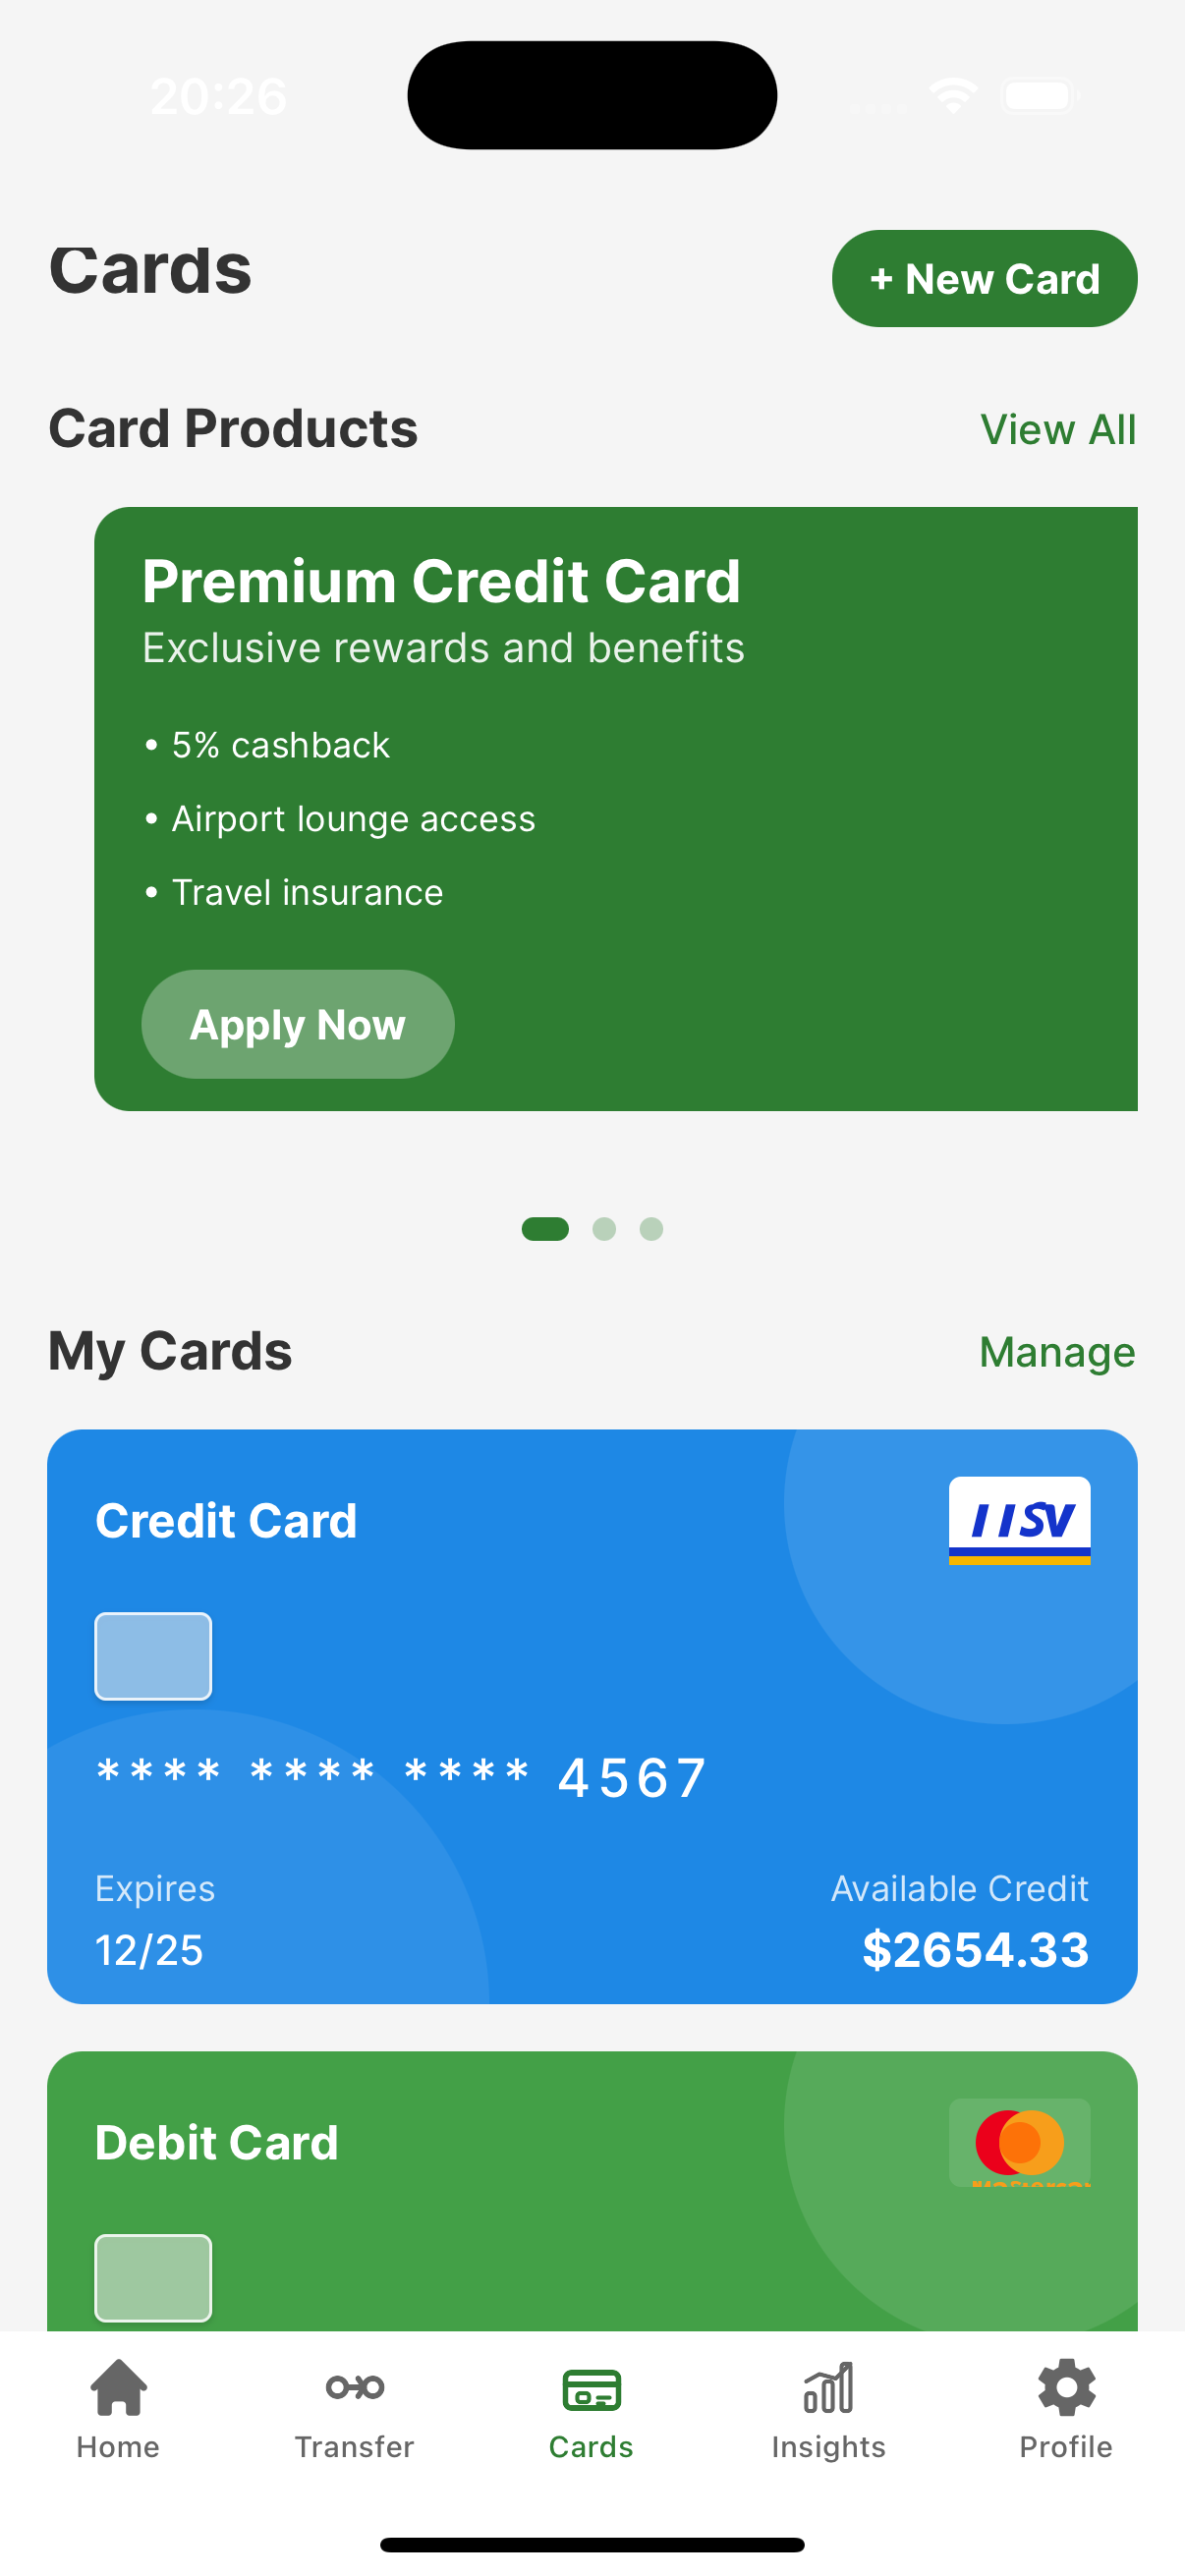 20:26
Cards
+ New Card
Card Products
View All
Premium Credit Card
Exclusive rewards and benefits
• 5% cashback
• Airport lounge access
• Travel insurance
Apply Now
My Cards
Manage
Credit Card
IISV
**** **** **** 4567
Expires
Available Credit
12/25
$2654.33
Debit Card
Home
Transfer
Cards
Insights
Profile